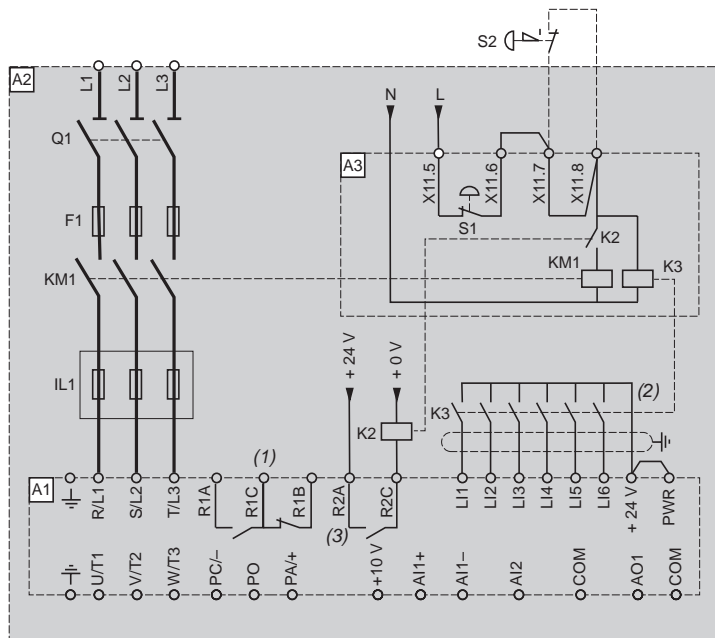 S2
A2
L1
L2
L3
N
L
Q1
A3
X11.5
X11.6
X11.7
X11.8
S1
K2
F1
KM1
KM1
K3
+ 24 V
+ 0 V
IL1
K2
K3
(2)
(1)
A1
R/L1
S/L2
T/L3
R1A
R1C
R1B
R2A
R2C
LI1
LI2
LI3
LI4
LI5
LI6
+ 24 V
PWR
(3)
U/T1
V/T2
W/T3
PC/–
PO
PA/+
+10 V
AI1+
AI1–
AI2
COM
AO1
COM